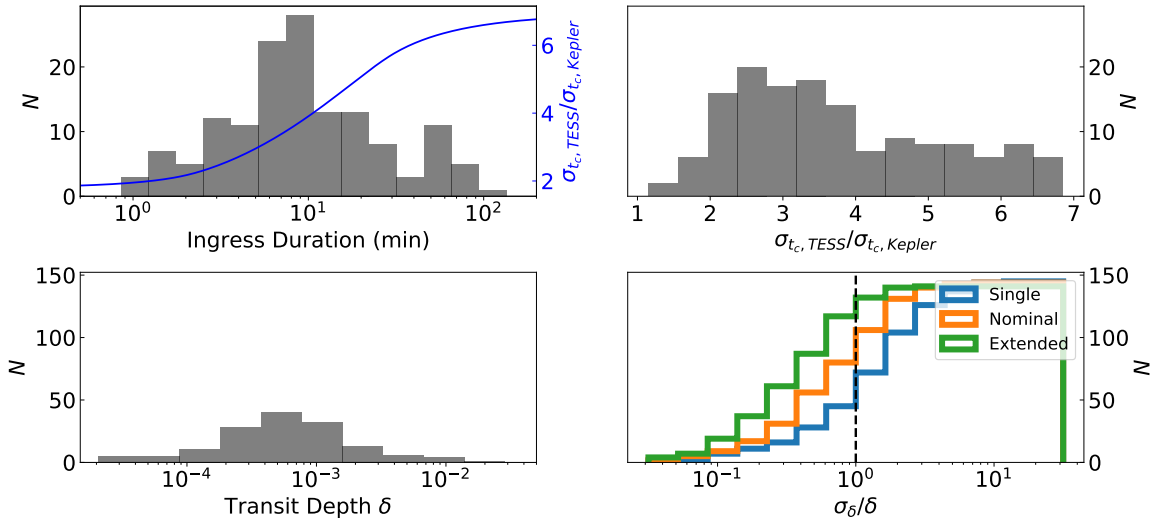 N
0
10
20
10⁰
10¹
10²
Ingress Duration (min)
2
4
6
σ_{t_c, TESS}/σ_{t_c, Kepler}
1
2
3
4
5
6
7
σ_{t_c, TESS}/σ_{t_c, Kepler}
0
10
20
N
N
0
50
100
150
10⁻⁴
10⁻³
10⁻²
Transit Depth δ
Single
Nominal
Extended
10⁻¹
10⁰
10¹
σ_δ/δ
0
50
100
150
N